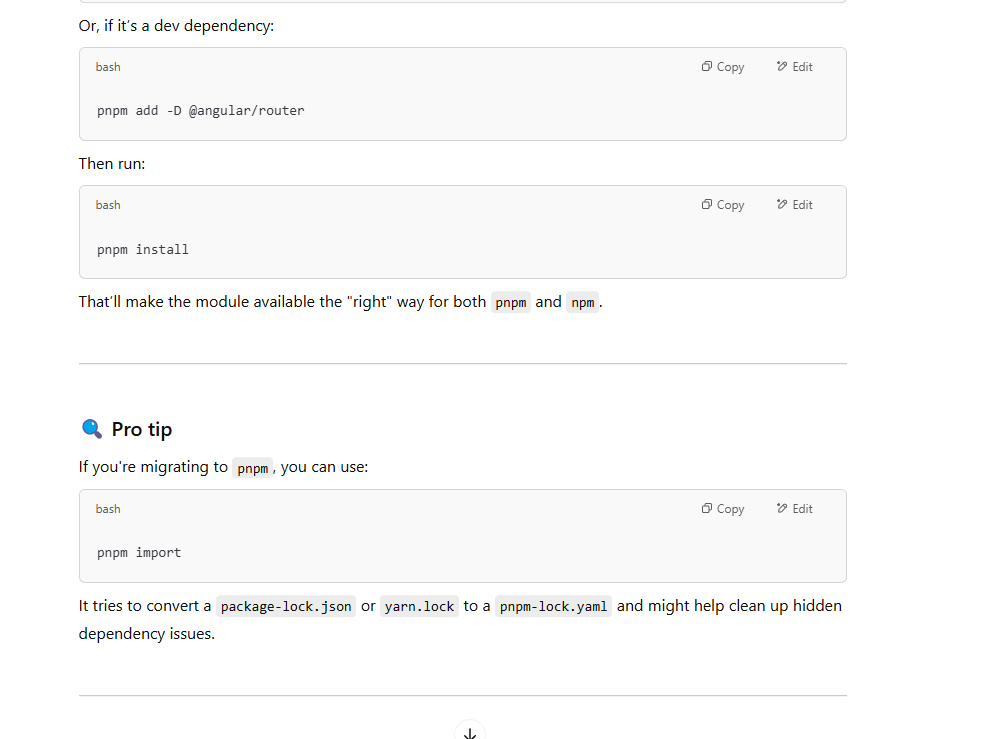 Or, if it's a dev dependency:
bash
Copy
Edit
pnpm add -D @angular/router
Then run:
bash
Copy
Edit
pnpm install
That'll make the module available the "right" way for both pnpm and npm.
Pro tip
If you're migrating to pnpm, you can use:
bash
Copy
Edit
pnpm import
It tries to convert a package-lock.json or yarn.lock to a pnpm-lock.yaml and might help clean up hidden
dependency issues.